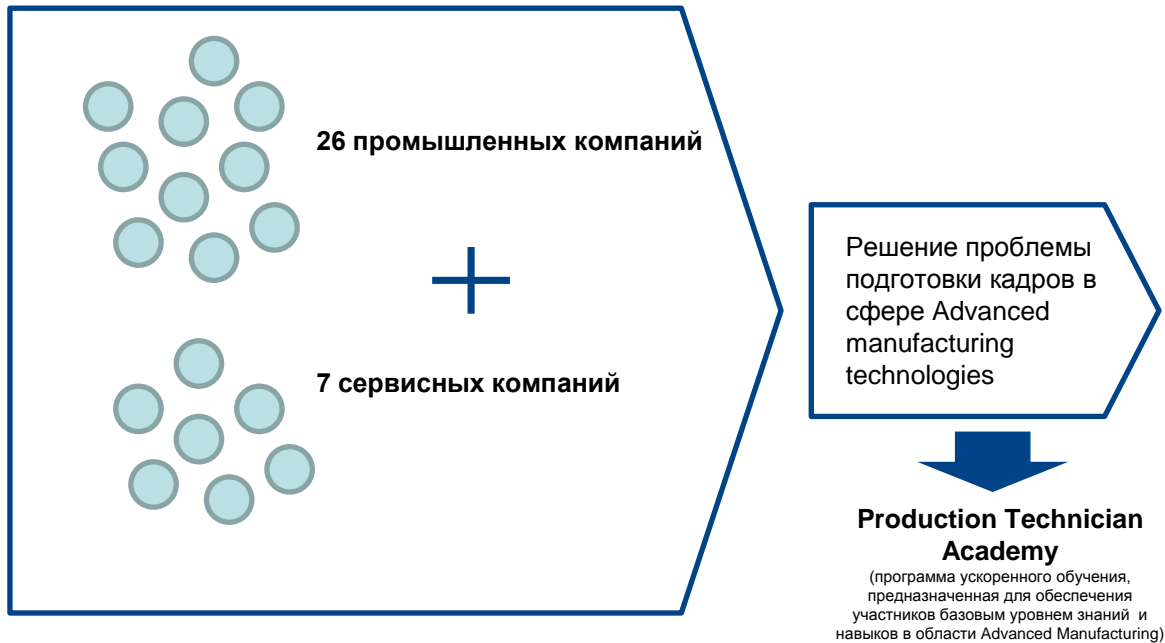 26 промышленных компаний
7 сервисных компаний
Решение проблемы
подготовки кадров в
сфере Advanced
manufacturing
technologies
Production Technician
Academy
(программа ускоренного обучения,
предназначенная для обеспечения
участников базовым уровнем знаний и
навыков в области Advanced Manufacturing)